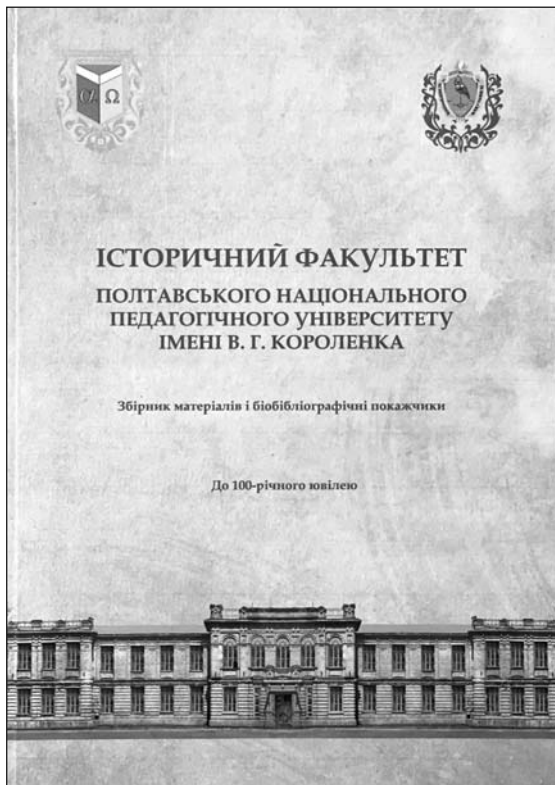 Ω
ІСТОРИЧНИЙ ФАКУЛЬТЕТ
ПОЛТАВСЬКОГО НАЦІОНАЛЬНОГО
ПЕДАГОГІЧНОГО УНІВЕРСИТЕТУ
ІМЕНІ В. Г. КОРОЛЕНКА
Збірник матеріалів і біобібліографічні покажчики
До 100-річного ювілею